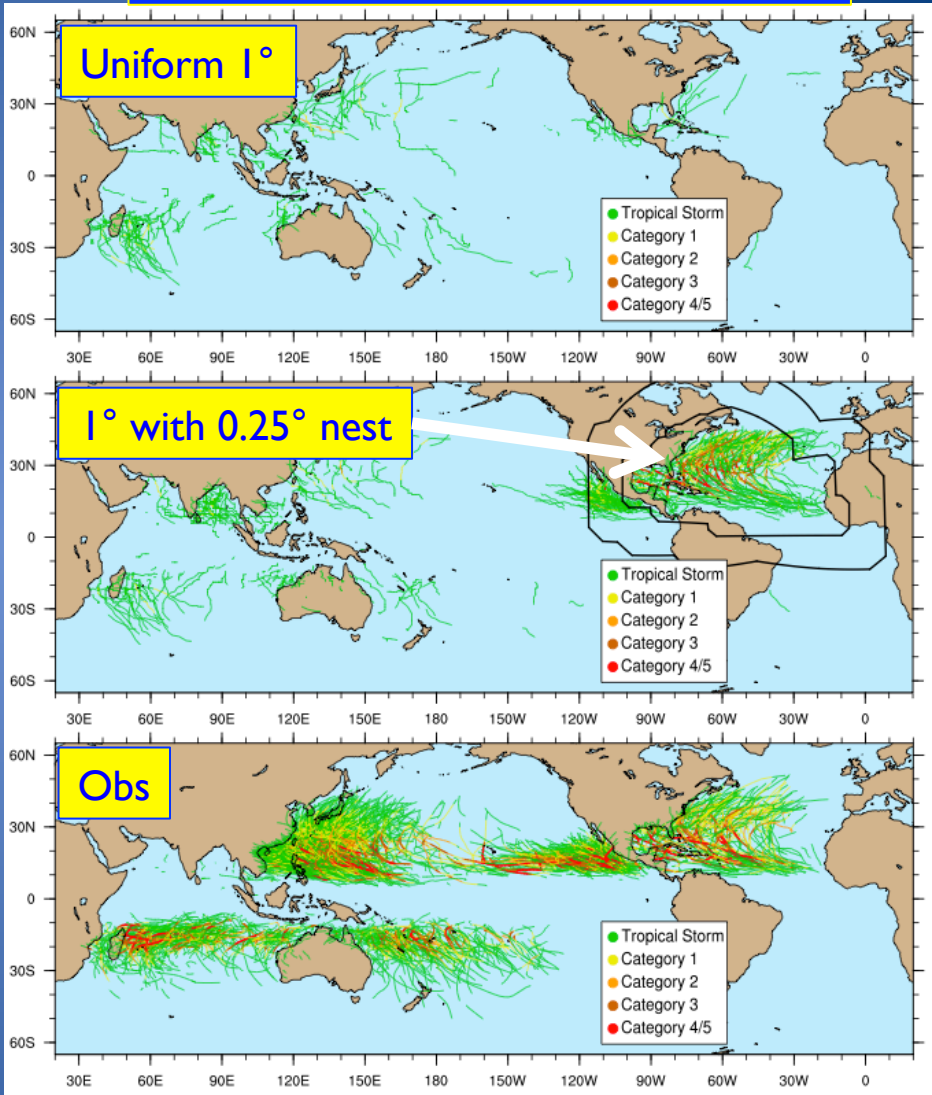 Uniform 1°
60N
30N
0
30S
60S
Tropical Storm
Category 1
Category 2
Category 3
Category 4/5
30E 60E 90E 120E 150E 180 150W 120W 90W 60W 30W 0
1° with 0.25° nest
60N
30N
0
30S
60S
Tropical Storm
Category 1
Category 2
Category 3
Category 4/5
30E 60E 90E 120E 150E 180 150W 120W 90W 60W 30W 0
Obs
60N
30N
0
30S
60S
Tropical Storm
Category 1
Category 2
Category 3
Category 4/5
30E 60E 90E 120E 150E 180 150W 120W 90W 60W 30W 0